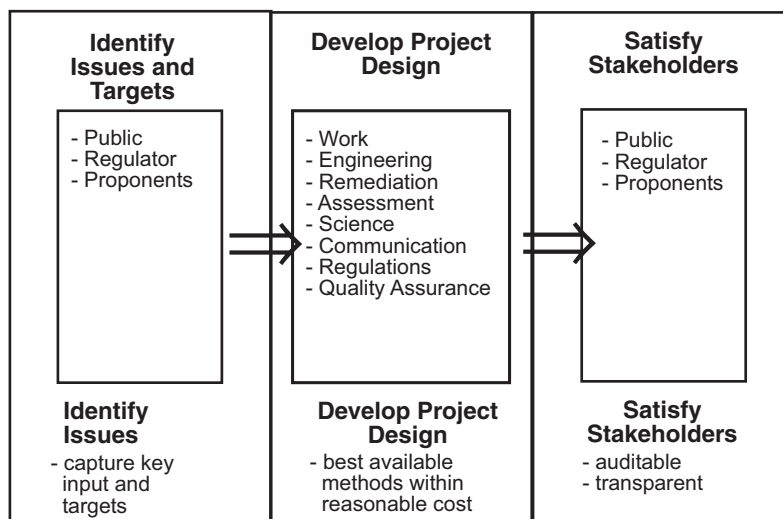 Identify
Issues and
Targets
- Public
- Regulator
- Proponents
Identify
Issues
- capture key
input and
targets
Develop Project
Design
- Work
- Engineering
- Remediation
- Assessment
- Science
- Communication
- Regulations
- Quality Assurance
Develop Project
Design
- best available
methods within
reasonable cost
Satisfy
Stakeholders
- Public
- Regulator
- Proponents
Satisfy
Stakeholders
- auditable
- transparent